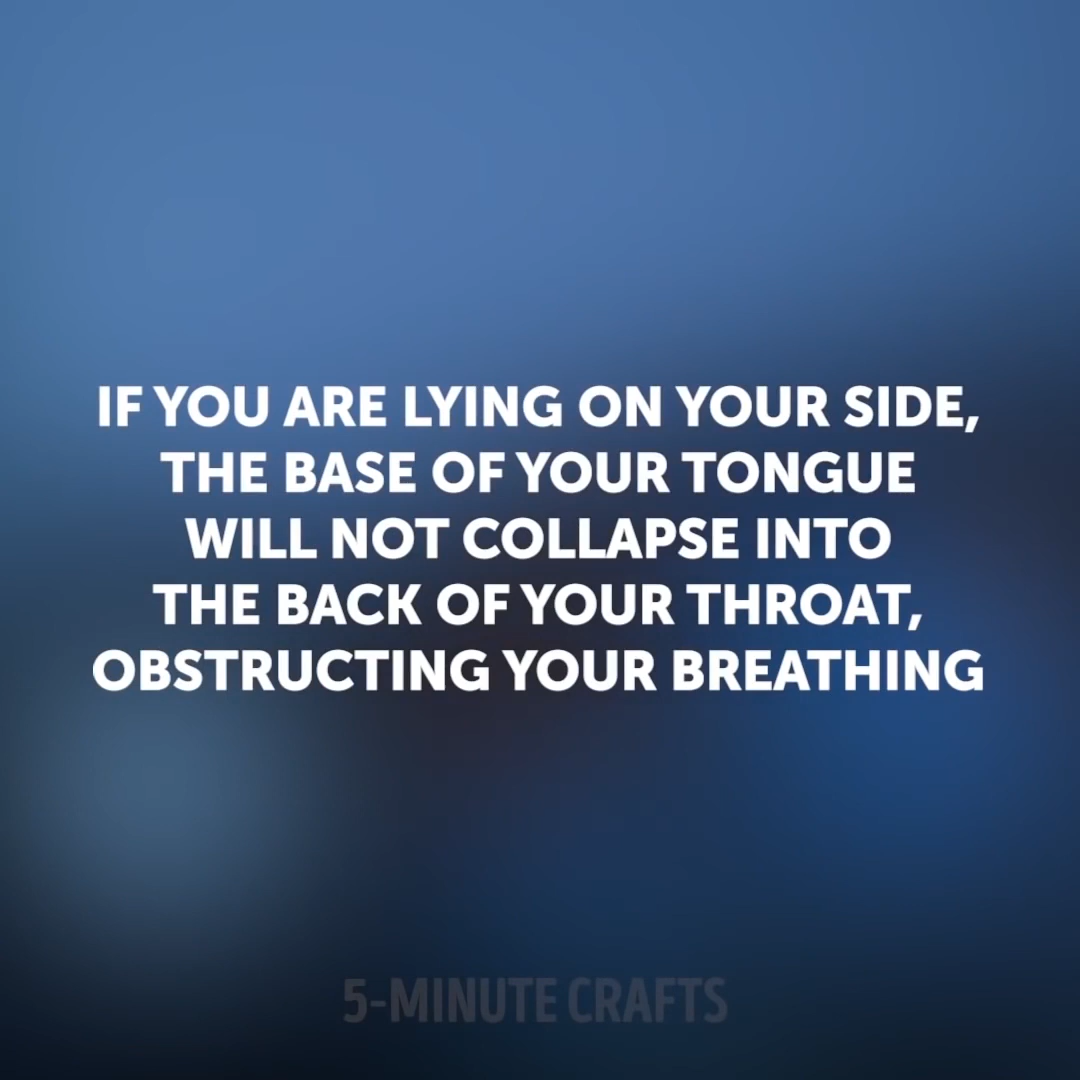 IF YOU ARE LYING ON YOUR SIDE,
THE BASE OF YOUR TONGUE
WILL NOT COLLAPSE INTO
THE BACK OF YOUR THROAT,
OBSTRUCTING YOUR BREATHING
5-MINUTE CRAFTS